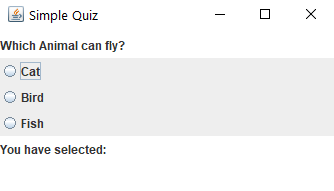 Simple Quiz
Which Animal can fly?
Cat
Bird
Fish
You have selected: